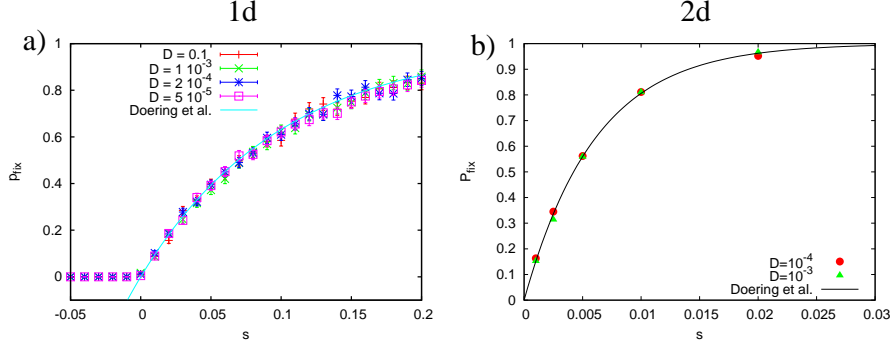 1d
2d
a)
D = 0.1
D = 1 10^-3
D = 2 10^-4
D = 5 10^-5
Doering et al.
p_fix
1
0.8
0.6
0.4
0.2
0
-0.05
0
0.05
0.1
0.15
0.2
s
b)
P_fix
1
0.9
0.8
0.7
0.6
0.5
0.4
0.3
0.2
0.1
0
D=10^-4
D=10^-3
Doering et al.
0
0.005
0.010
0.015
0.020
0.025
0.03
s